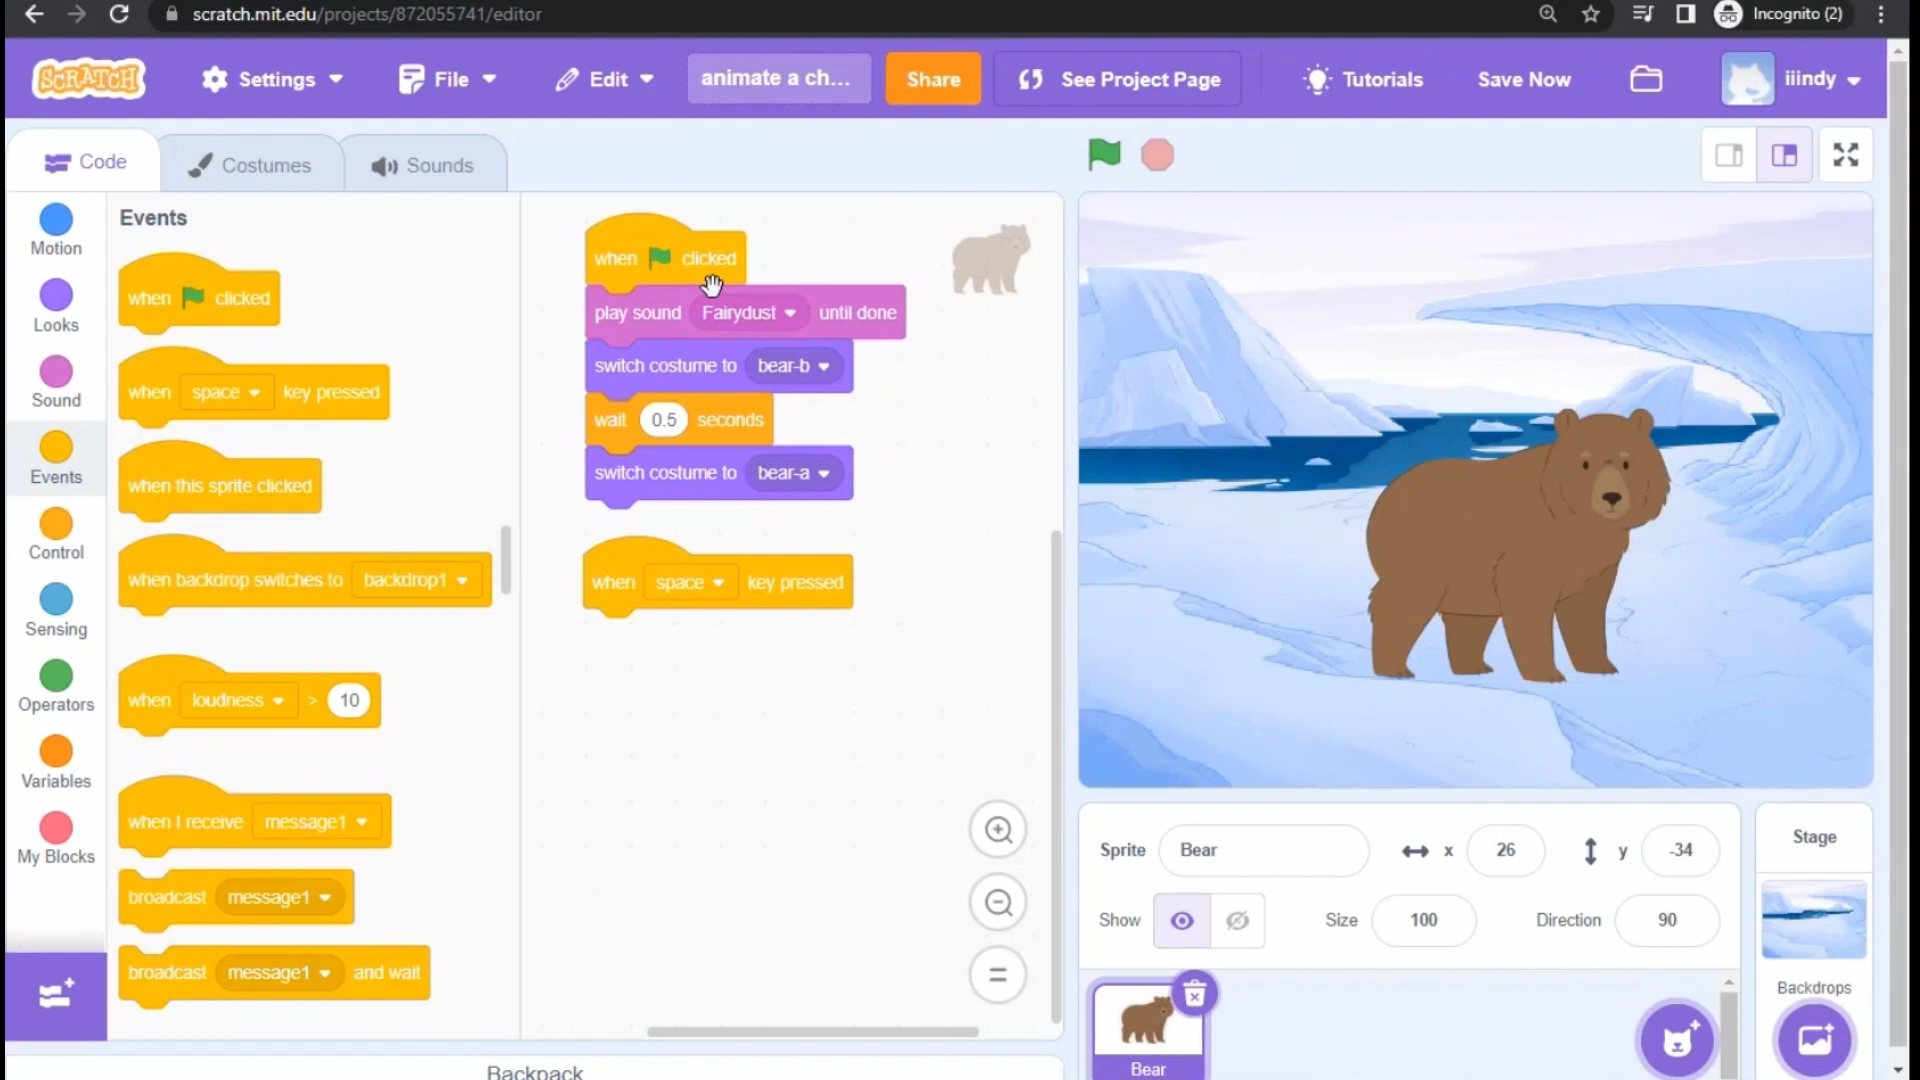 scratch.mit.edu/projects/872055741/editor
Incognito (2)
SCRATCH
Settings
File
Edit
animate a ch...
Share
See Project Page
Tutorials
Save Now
iiindy
Code
Costumes
Sounds
Motion
Looks
Sound
Events
Control
Sensing
Operators
Variables
My Blocks
Events
when clicked
when space key pressed
when this sprite clicked
when backdrop switches to backdrop1
when loudness > 10
when I receive message1
broadcast message1
broadcast message1 and wait
when clicked
play sound Fairydust until done
switch costume to bear-b
wait 0.5 seconds
switch costume to bear-a
when space key pressed
Sprite Bear x 26 y -34
Show Size 100 Direction 90
Bear
Stage
Backdrops
Backpack